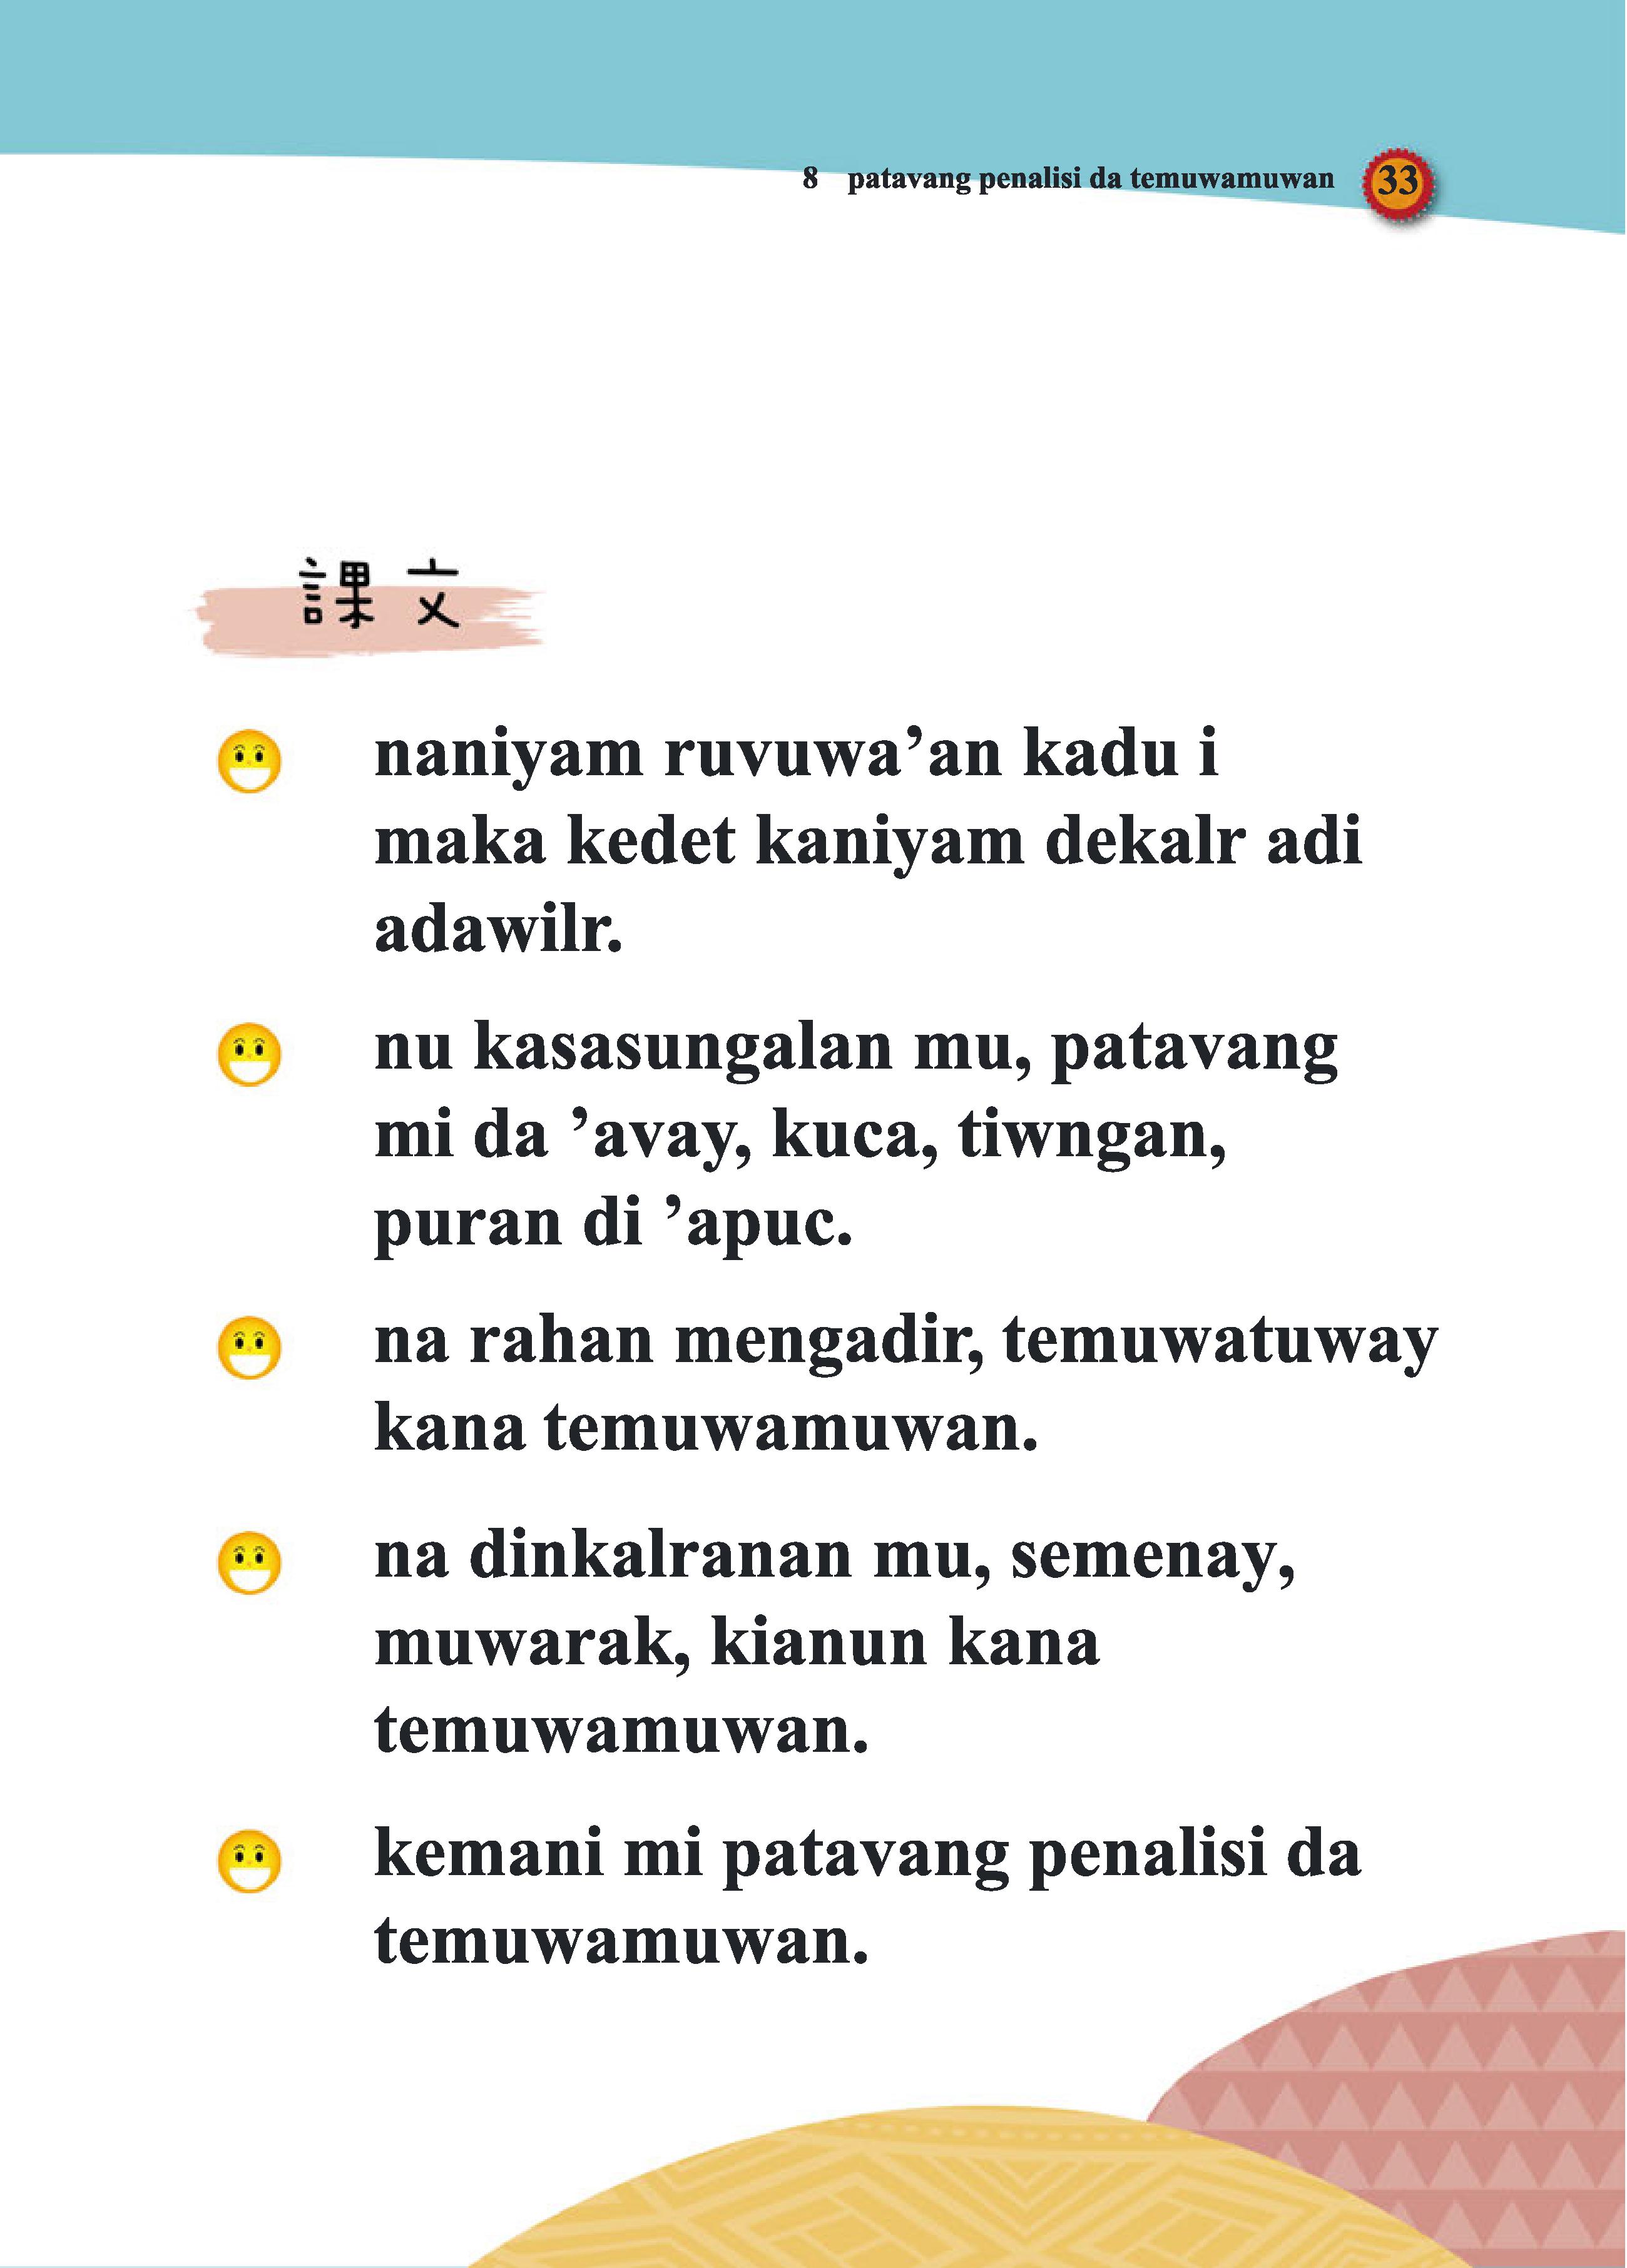 8 patavang penalisi da temuwamuwan 33
課文
naniyam ruvuwa’an kadu i
maka kedet kaniyam dekalr adi
adawilr.
nu kasasungalan mu, patavang
mi da ’avay, kuca, tiwngan,
puran di ’apuc.
na rahan mengadir, temuwatuway
kana temuwamuwan.
na dinkalranan mu, semenay,
muwarak, kianun kana
temuwamuwan.
kemani mi patavang penalisi da
temuwamuwan.